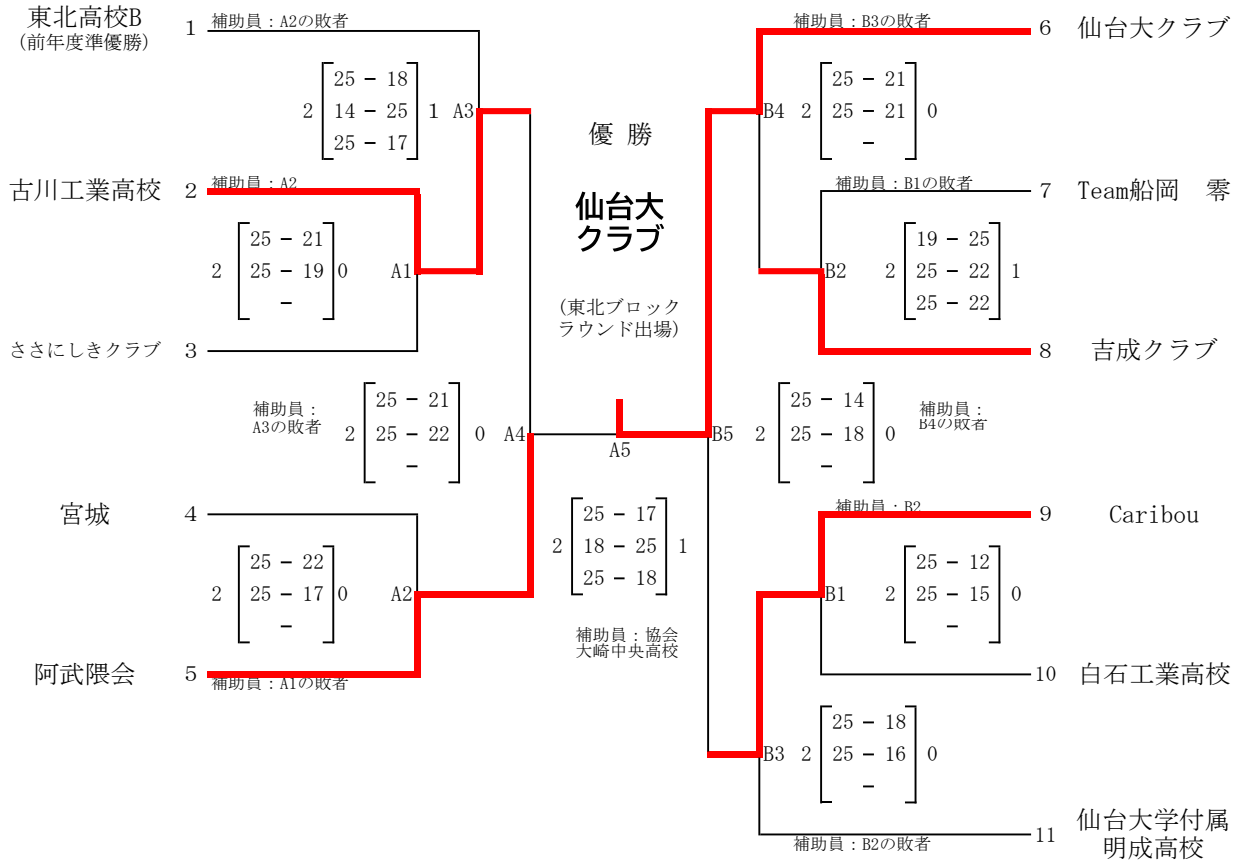 東北高校B
(前年度準優勝)
1
補助員：A2の敗者
25 − 18
2 14 − 25 1 A3
25 − 17
古川工業高校
2
補助員：A2
25 − 21
2 25 − 19 0 A1
−
ささにしきクラブ
3
補助員：
A3の敗者
25 − 21
2 25 − 22 0 A4
−
宮城
4
25 − 22
2 25 − 17 0 A2
−
阿武隈会
5
補助員：A1の敗者
優 勝
仙台大
クラブ
(東北ブロック
ラウンド出場)
A5
25 − 17
2 18 − 25 1
25 − 18
補助員：協会
大崎中央高校
補助員：B3の敗者
6
仙台大クラブ
25 − 21
B4 2 25 − 21 0
−
補助員：B1の敗者
7
Team船岡　零
19 − 25
B2 2 25 − 22 1
25 − 22
8
吉成クラブ
25 − 14
B5 2 25 − 18 0
−
補助員：
B4の敗者
補助員：B2
9
Caribou
25 − 12
B1 2 25 − 15 0
−
10
白石工業高校
25 − 18
B3 2 25 − 16 0
−
補助員：B2の敗者
11
仙台大学付属
明成高校